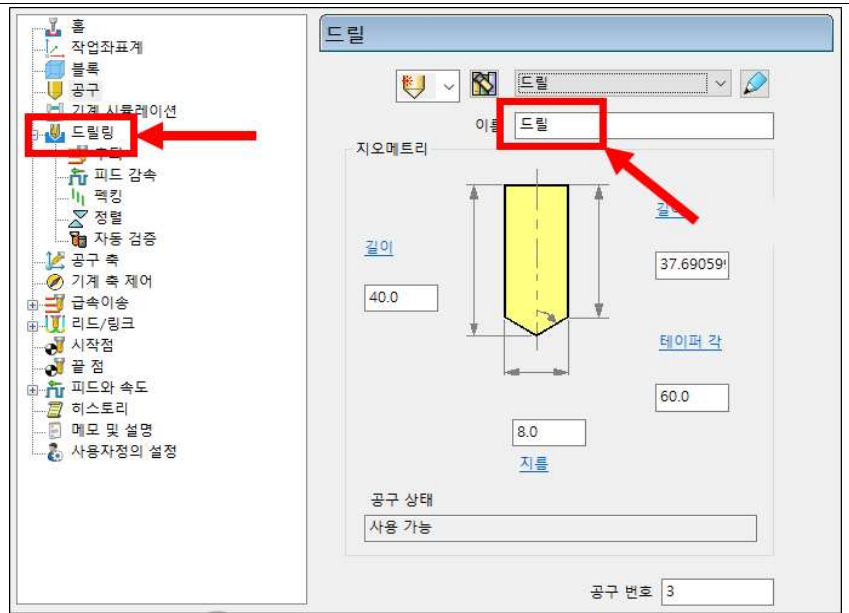 홈
작업좌표계
블록
공구
기계 시뮬레이션
드릴링
피드 감속
펙킹
정렬
자동 검증
공구 축
기계 축 제어
급속이송
리드/링크
시작점
끝 점
피드와 속도
히스토리
메모 및 설명
사용자정의 설정
드릴
드릴
드릴
지오메트리
길이
40.0
37.69059
테이퍼 각
60.0
8.0
지름
공구 상태
사용 가능
공구 번호 3